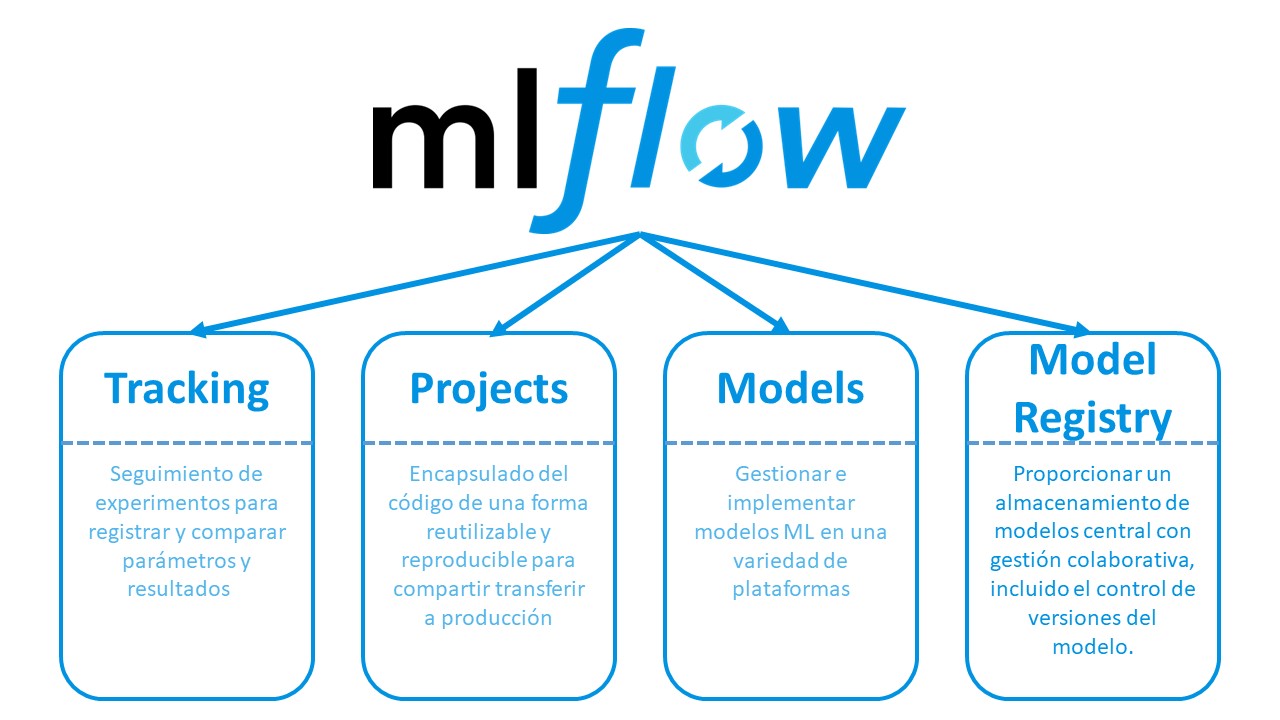 mlflow
Tracking
Seguimiento de
experimentos para
registrar y comparar
parámetros y
resultados
Projects
Encapsulado del
código de una forma
reutilizable y
reproducible para
compartir transferir
a producción
Models
Gestionar e
implementar
modelos ML en una
variedad de
plataformas
Model
Registry
Proporcionar un
almacenamiento de
modelos central con
gestión colaborativa,
incluido el control de
versiones del
modelo.